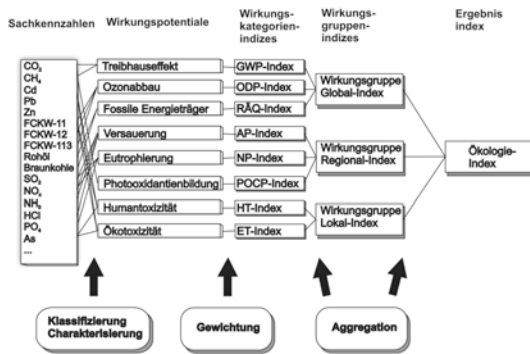 Sachkennzahlen
Wirkungspotentiale
Wirkungs-
kategorien-
indizes
Wirkungs-
gruppen-
indizes
Ergebnis
index
CO₂
CH₄
Cd
Pb
Zn
FCKW-11
FCKW-12
FCKW-113
Rohöl
Braunkohle
SO₂
NOₓ
NH₃
HCl
PO₄
As
...
Treibhauseffekt
Ozonabbau
Fossile Energieträger
Versauerung
Eutrophierung
Photooxidantienbildung
Humantoxizität
Ökotoxizität
GWP-Index
ODP-Index
RÄQ-Index
AP-Index
NP-Index
POCP-Index
HT-Index
ET-Index
Wirkungsgruppe
Global-Index
Wirkungsgruppe
Regional-Index
Wirkungsgruppe
Lokal-Index
Ökologie-
Index
Klassifizierung
Charakterisierung
Gewichtung
Aggregation